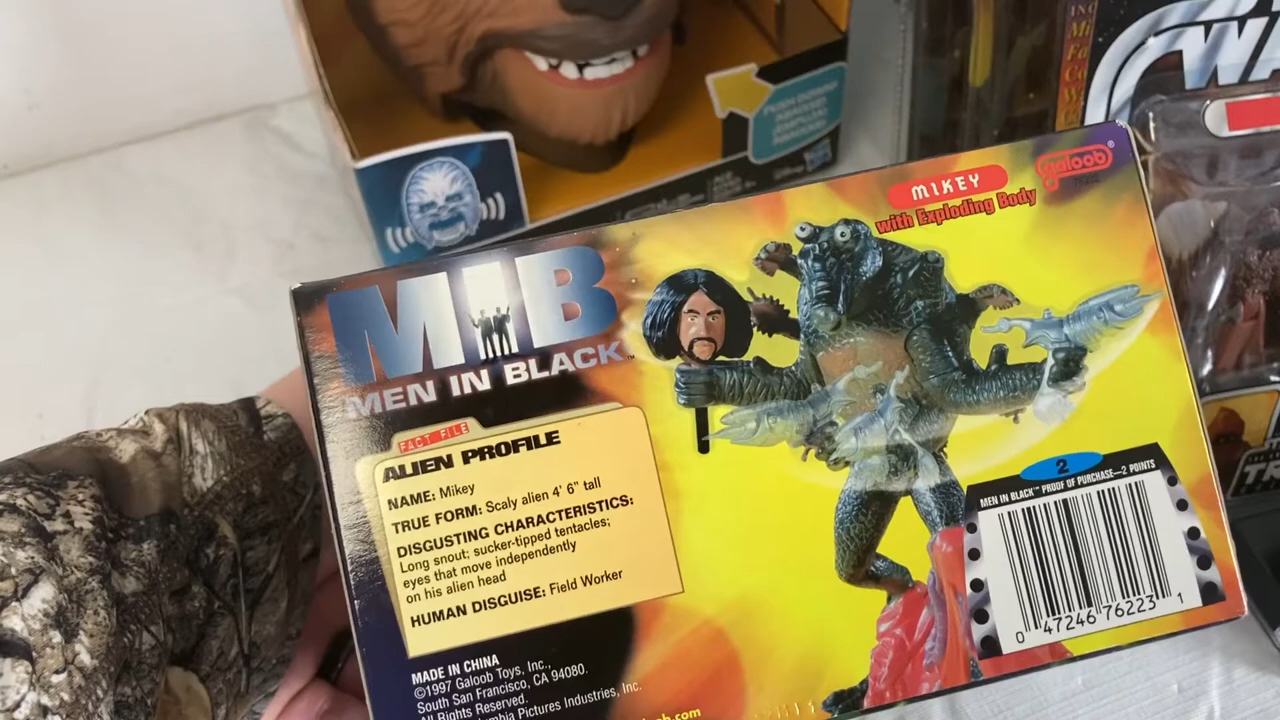 WA
MIKEY
with Exploding Body
galoob®
MIB
MEN IN BLACK™
FACT FILE
ALIEN PROFILE
NAME: Mikey
TRUE FORM: Scaly alien 4' 6" tall
DISGUSTING CHARACTERISTICS:
Long snout; sucker-tipped tentacles;
eyes that move independently
on his alien head
HUMAN DISGUISE: Field Worker
MADE IN CHINA
©1997 Galoob Toys, Inc.,
South San Francisco, CA 94080.
All Rights Reserved.
Pictures Industries, Inc.
2
MEN IN BLACK™ PROOF OF PURCHASE—2 POINTS
0 47246 76223 1